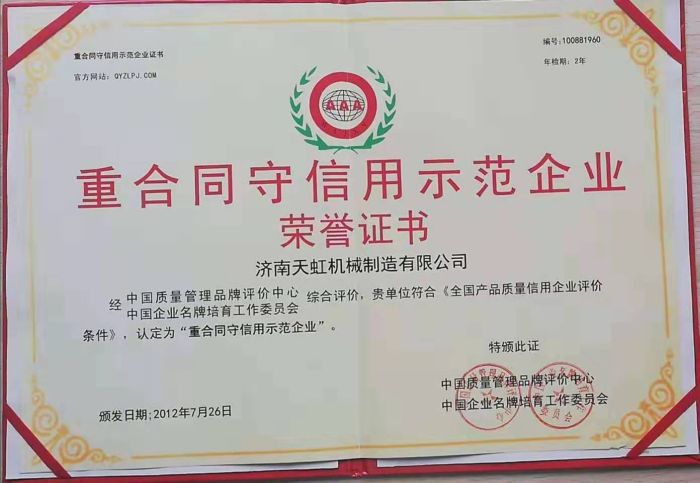 重合同守信用示范企业证书
编号:100881960
官方网站: QYZLPJ.COM
年检期: 2年
AAA
重合同守信用示范企业
荣誉证书
济南天虹机械制造有限公司
经 中国质量管理品牌评价中心 综合评价, 贵单位符合《全国产品质量信用企业评价
中国企业名牌培育工作委员会
条件》, 认定为“重合同守信用示范企业”。
特颁此证
中国质量管理品牌评价中心
中国企业名牌培育工作委员会
颁发日期:2012年7月26日
委员会